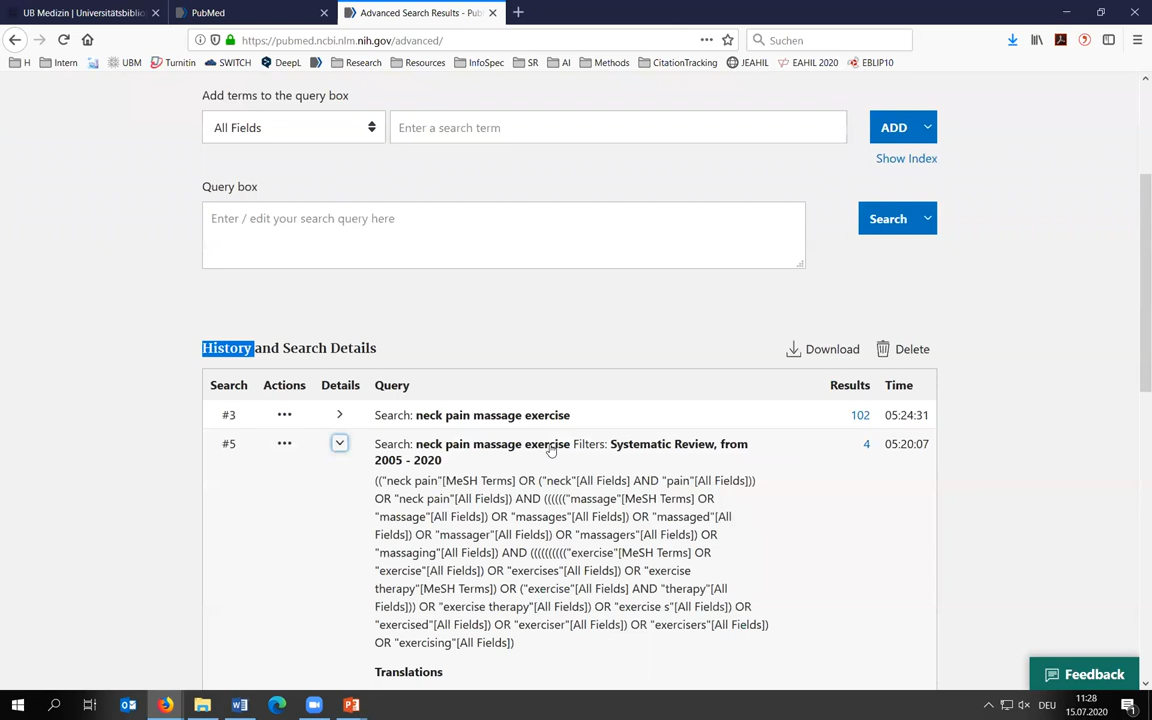 UB Medizin | Universitätsbiblio
PubMed
Advanced Search Results - Pub
https://pubmed.ncbi.nlm.nih.gov/advanced/
Suchen
H Intern UBM Turnitin SWITCH DeepL Research Resources InfoSpec SR AI Methods CitationTracking JEAHIL EAHIL 2020 EBLIP10
Add terms to the query box
All Fields
Enter a search term
ADD
Show Index
Query box
Enter / edit your search query here
Search
History and Search Details
Download
Delete
Search Actions Details Query Results Time
#3 Search: neck pain massage exercise 102 05:24:31
#5 Search: neck pain massage exercise Filters: Systematic Review, from 4 05:20:07
2005 - 2020
(("neck pain"[MeSH Terms] OR ("neck"[All Fields] AND "pain"[All Fields]))
OR "neck pain"[All Fields]) AND (((((("massage"[MeSH Terms] OR
"massage"[All Fields]) OR "massages"[All Fields]) OR "massaged"[All
Fields]) OR "massager"[All Fields]) OR "massagers"[All Fields]) OR
"massaging"[All Fields]) AND (((((((((("exercise"[MeSH Terms] OR
"exercise"[All Fields]) OR "exercises"[All Fields]) OR "exercise
therapy"[MeSH Terms]) OR ("exercise"[All Fields] AND "therapy"[All
Fields])) OR "exercise therapy"[All Fields]) OR "exercise s"[All Fields]) OR
"exercised"[All Fields]) OR "exerciser"[All Fields]) OR "exercisers"[All Fields])
OR "exercising"[All Fields])
Translations
Feedback
DEU
11:28
15.07.2020